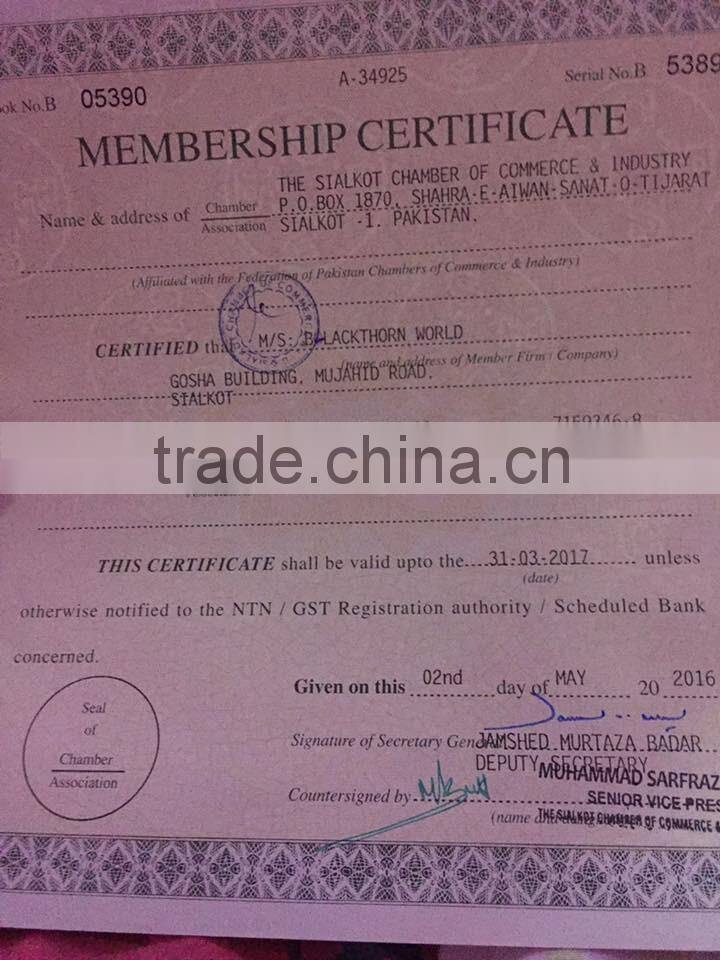 ok No.B 05390 A-34925 Serial No.B 5389
MEMBERSHIP CERTIFICATE
Name & address of Chamber Association THE SIALKOT CHAMBER OF COMMERCE & INDUSTRY
P.O.BOX 1870, SHAHRA-E-AIWAN-SANAT-O-TIJARAT
SIALKOT -1. PAKISTAN.
(Affiliated with the Federation of Pakistan Chambers of Commerce & Industry)
CERTIFIED that M/S: BLACKTHORN WORLD
(name and address of Member Firm / Company)
GOSHA BUILDING, MUJAHID ROAD.
SIALKOT
trade.china.cn
THIS CERTIFICATE shall be valid upto the....31-03-2017........ unless
(date)
otherwise notified to the NTN / GST Registration authority / Scheduled Bank
concerned.
Given on this 02nd day of MAY 20 2016
Seal
of
Chamber
Association
Signature of Secretary General JAMSHED MURTAZA BADAR
DEPUTY SECRETARY
MUHAMMAD SARFRAZ
Countersigned by
SENIOR VICE PRES
(name
THE SIALKOT CHAMBER OF COMMERCE &